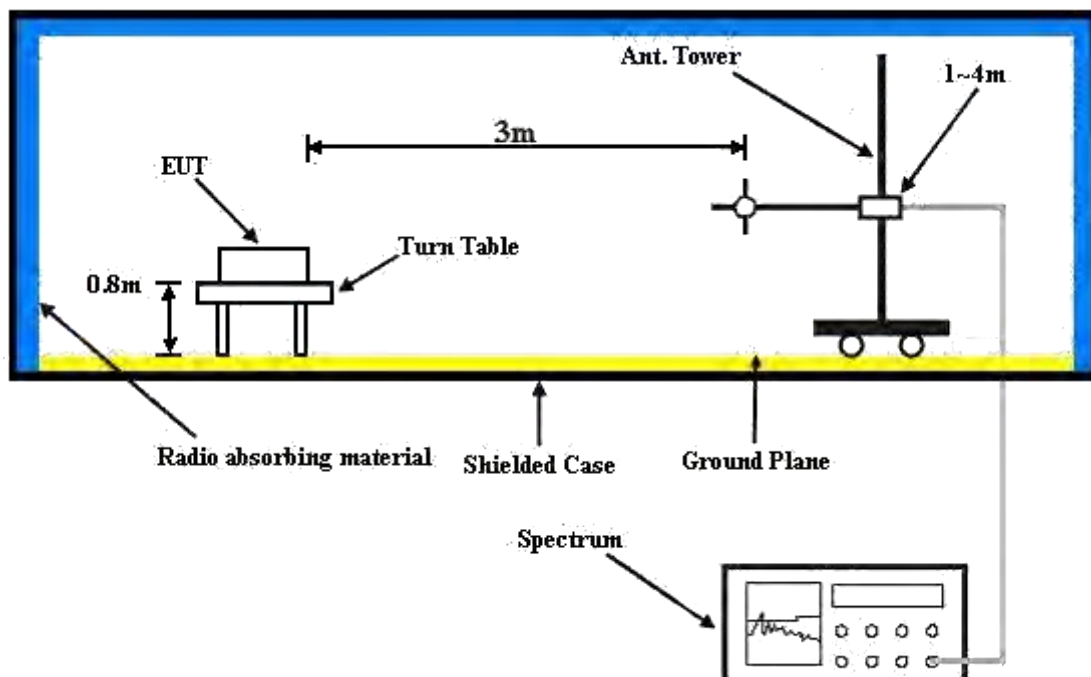 Ant. Tower
1~4m
3m
EUT
Turn Table
0.8m
Radio absorbing material
Shielded Case
Ground Plane
Spectrum